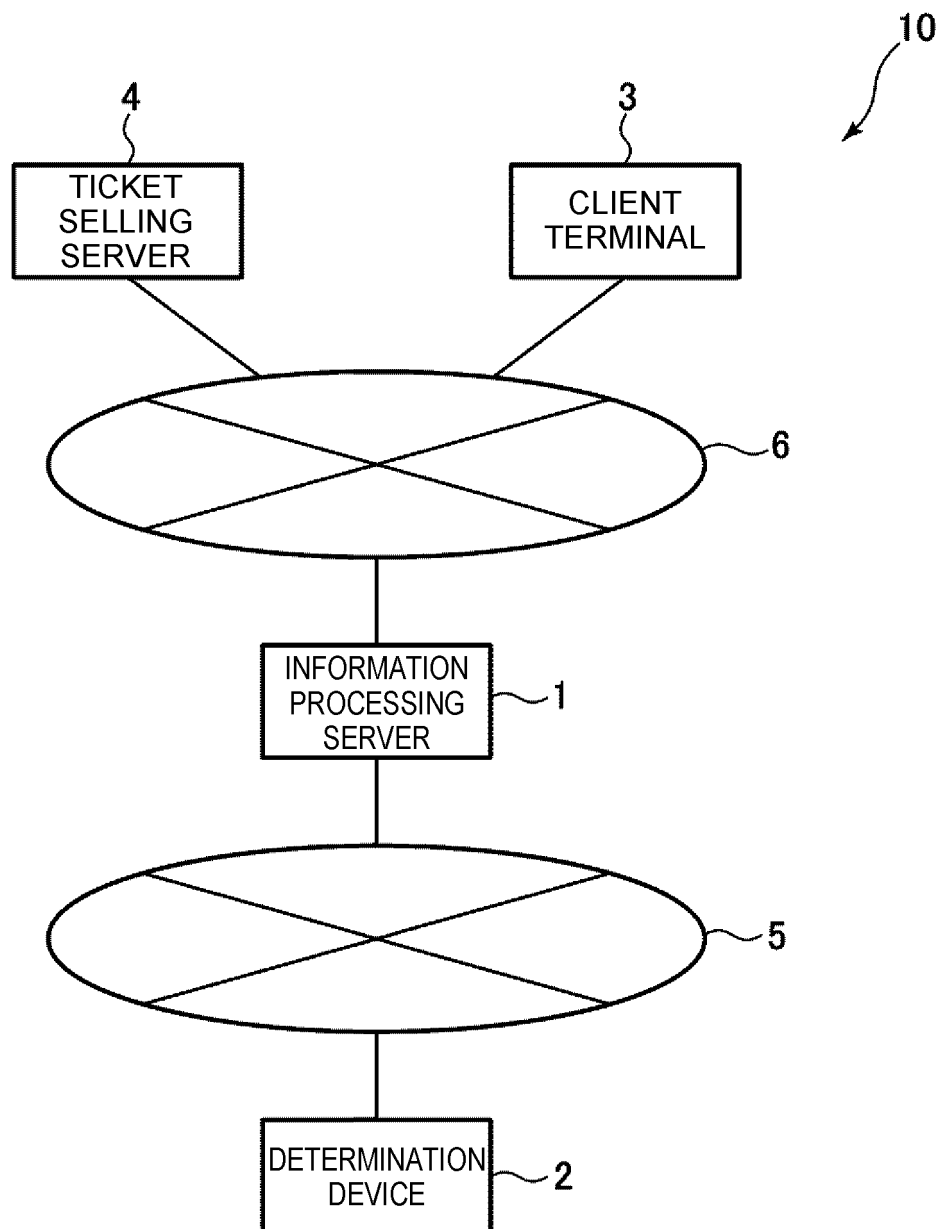 10
4
3
TICKET
SELLING
SERVER
CLIENT
TERMINAL
6
INFORMATION
PROCESSING
SERVER
1
5
DETERMINATION
DEVICE
2